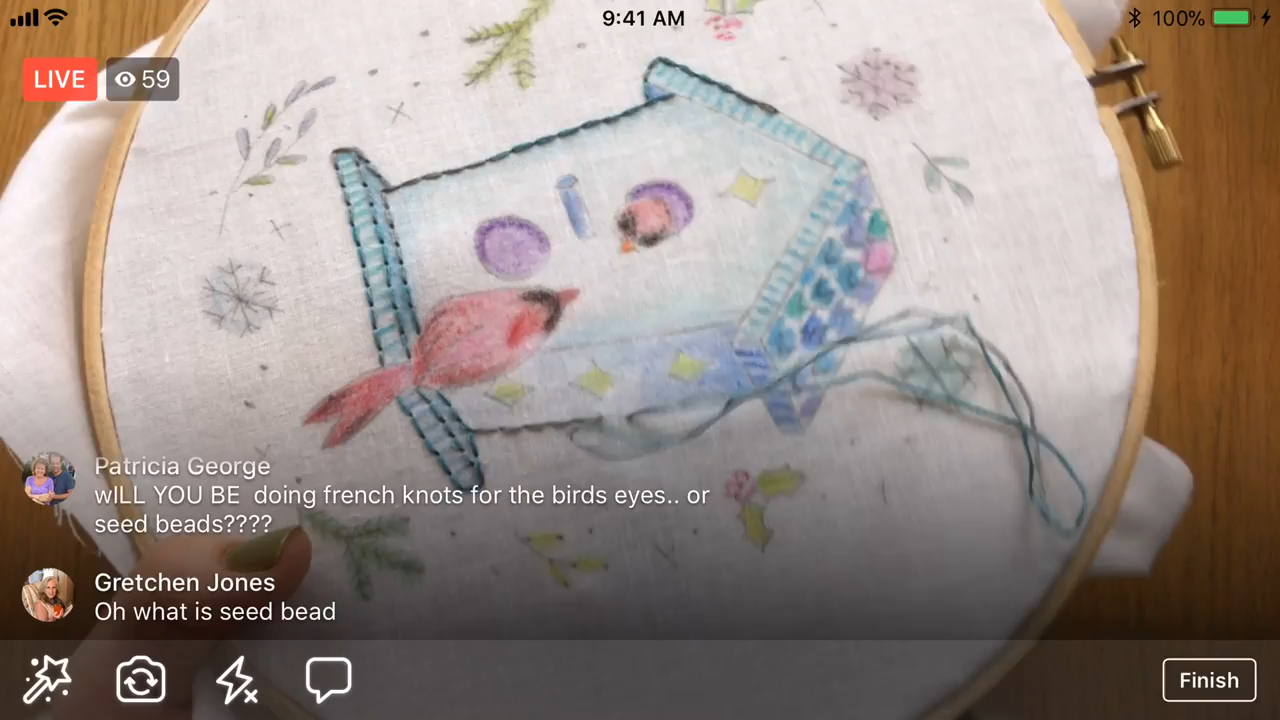 9:41 AM
100%
LIVE
59
Patricia George
wILL YOU BE  doing french knots for the birds eyes.. or
seed beads????
Gretchen Jones
Oh what is seed bead
Finish